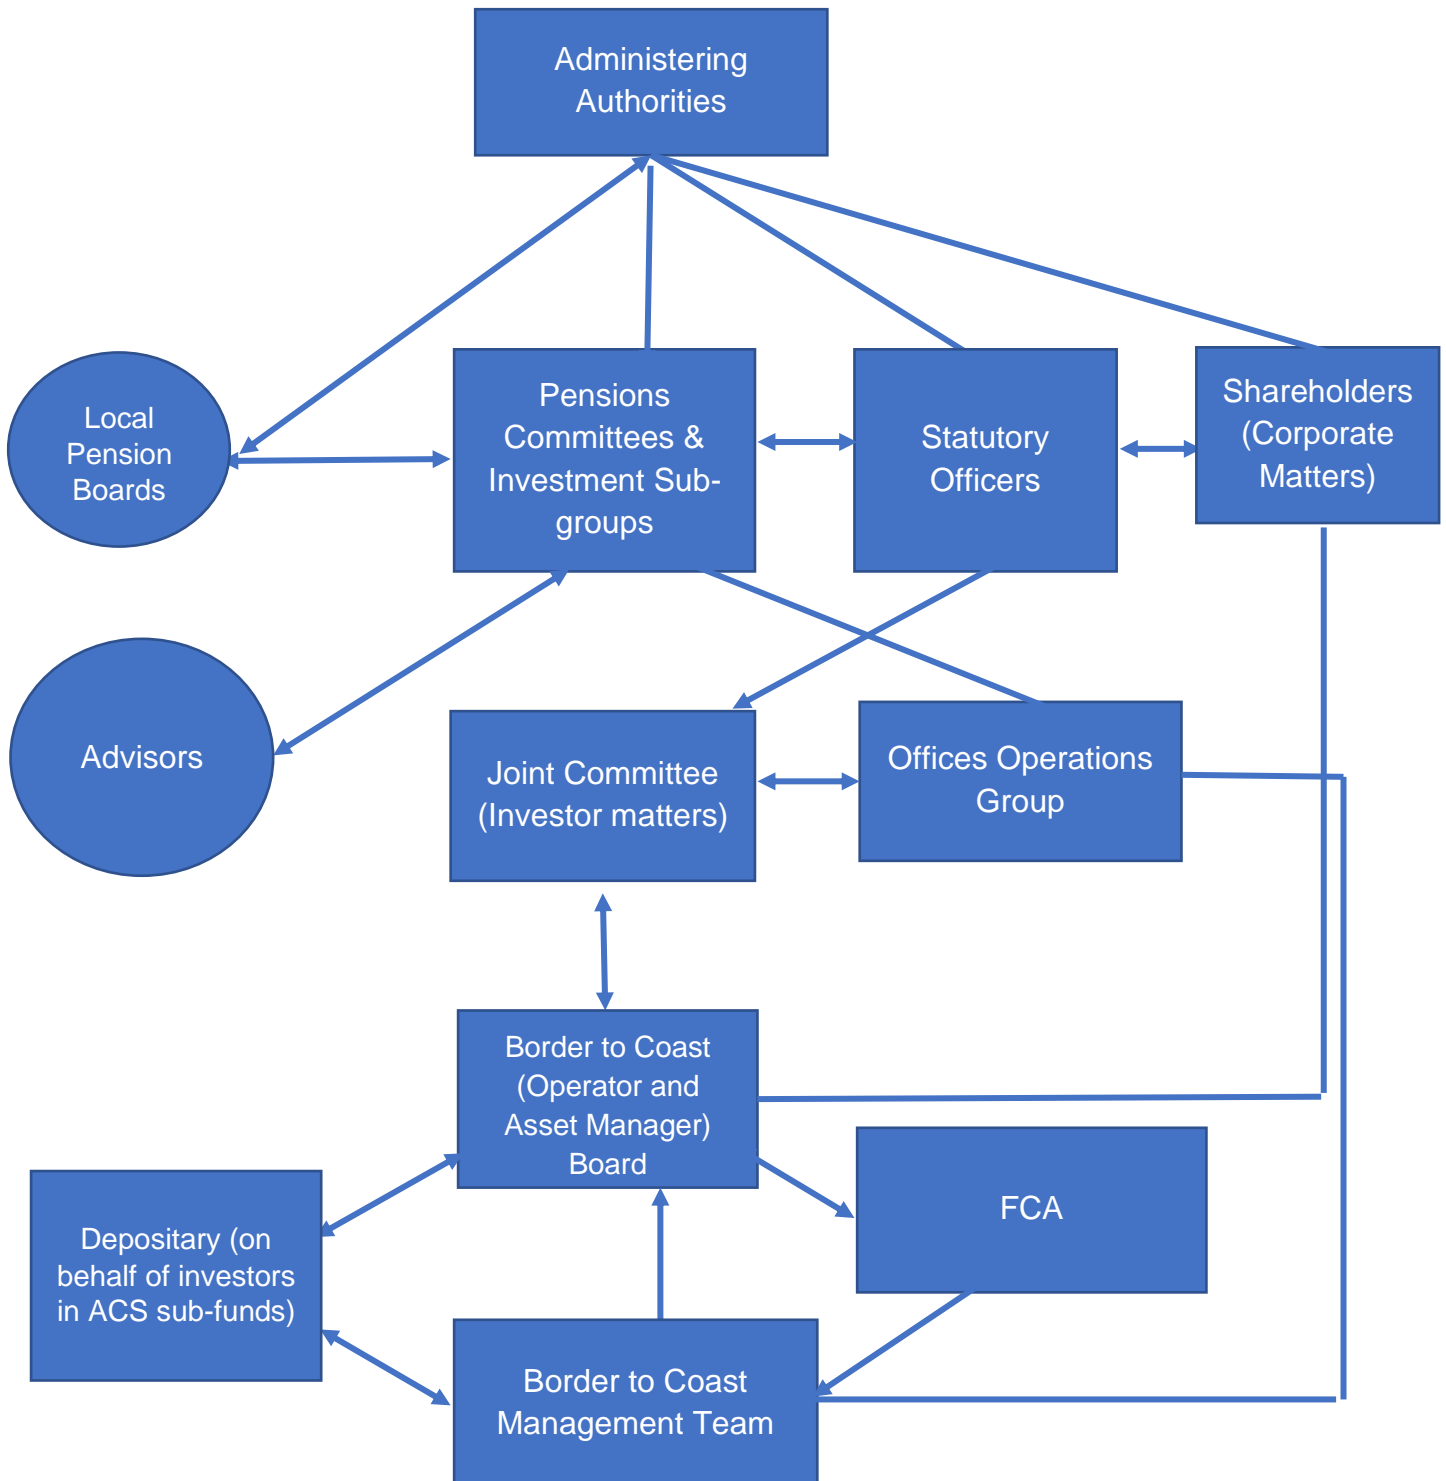 Administering
Authorities
Local
Pension
Boards
Pensions
Committees &
Investment Sub-
groups
Statutory
Officers
Shareholders
(Corporate
Matters)
Advisors
Joint Committee
(Investor matters)
Offices Operations
Group
Border to Coast
(Operator and
Asset Manager)
Board
FCA
Depositary (on
behalf of investors
in ACS sub-funds)
Border to Coast
Management Team